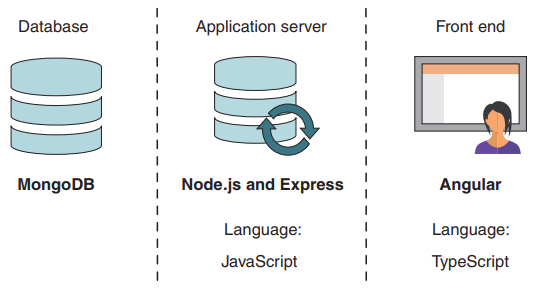 Database
Application server
Front end
MongoDB
Node.js and Express
Angular
Language:
Language:
JavaScript
TypeScript